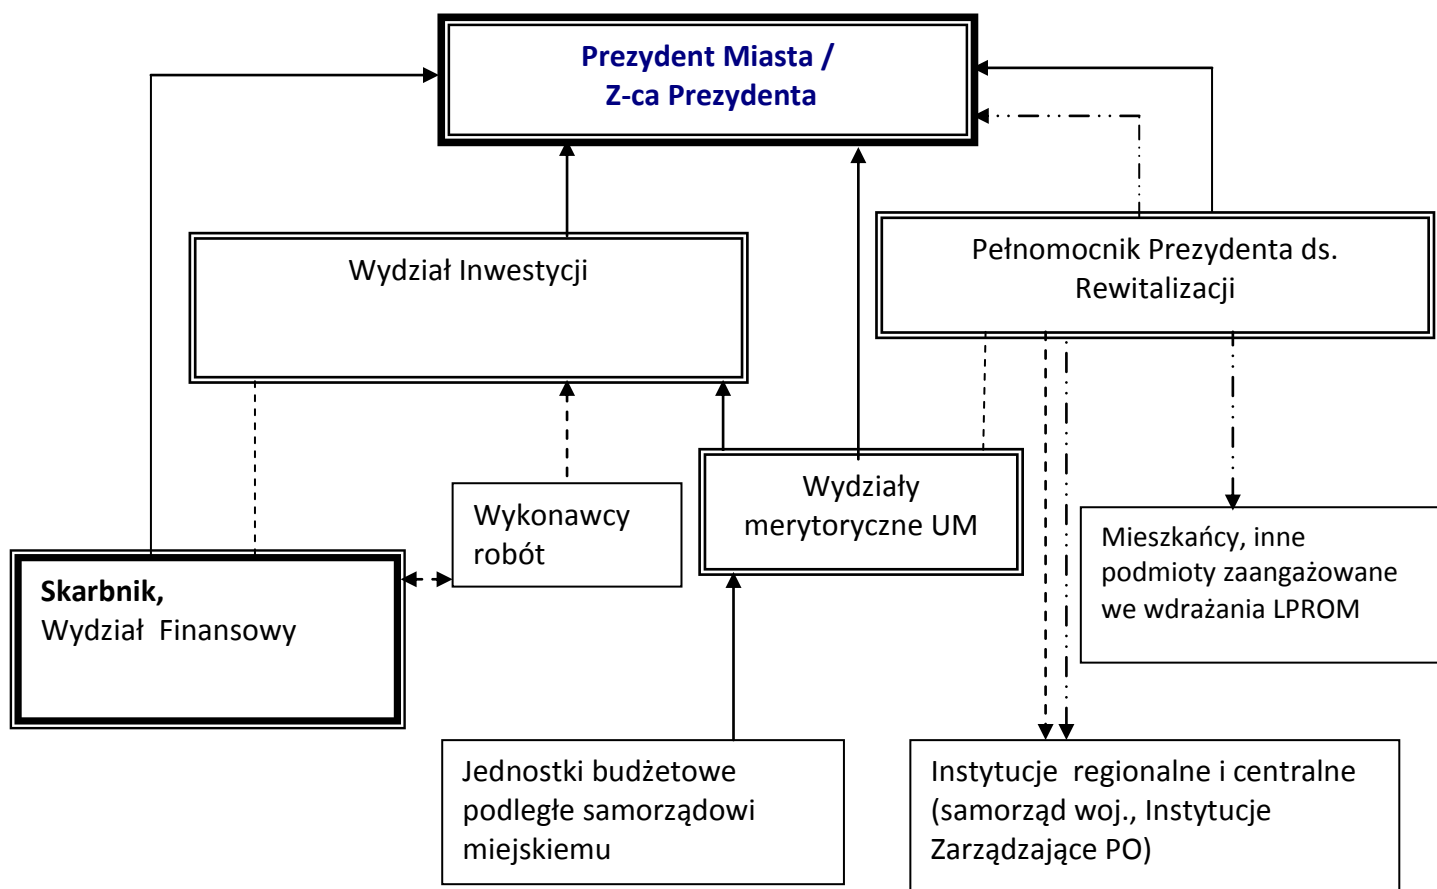 Prezydent Miasta /
Z-ca Prezydenta
Wydział Inwestycji
Pełnomocnik Prezydenta ds.
Rewitalizacji
Wykonawcy
robót
Wydziały
merytoryczne UM
Mieszkańcy, inne
podmioty zaangażowane
we wdrażania LPROM
Skarbnik,
Wydział Finansowy
Jednostki budżetowe
podległe samorządowi
miejskiemu
Instytucje regionalne i centralne
(samorząd woj., Instytucje
Zarządzające PO)